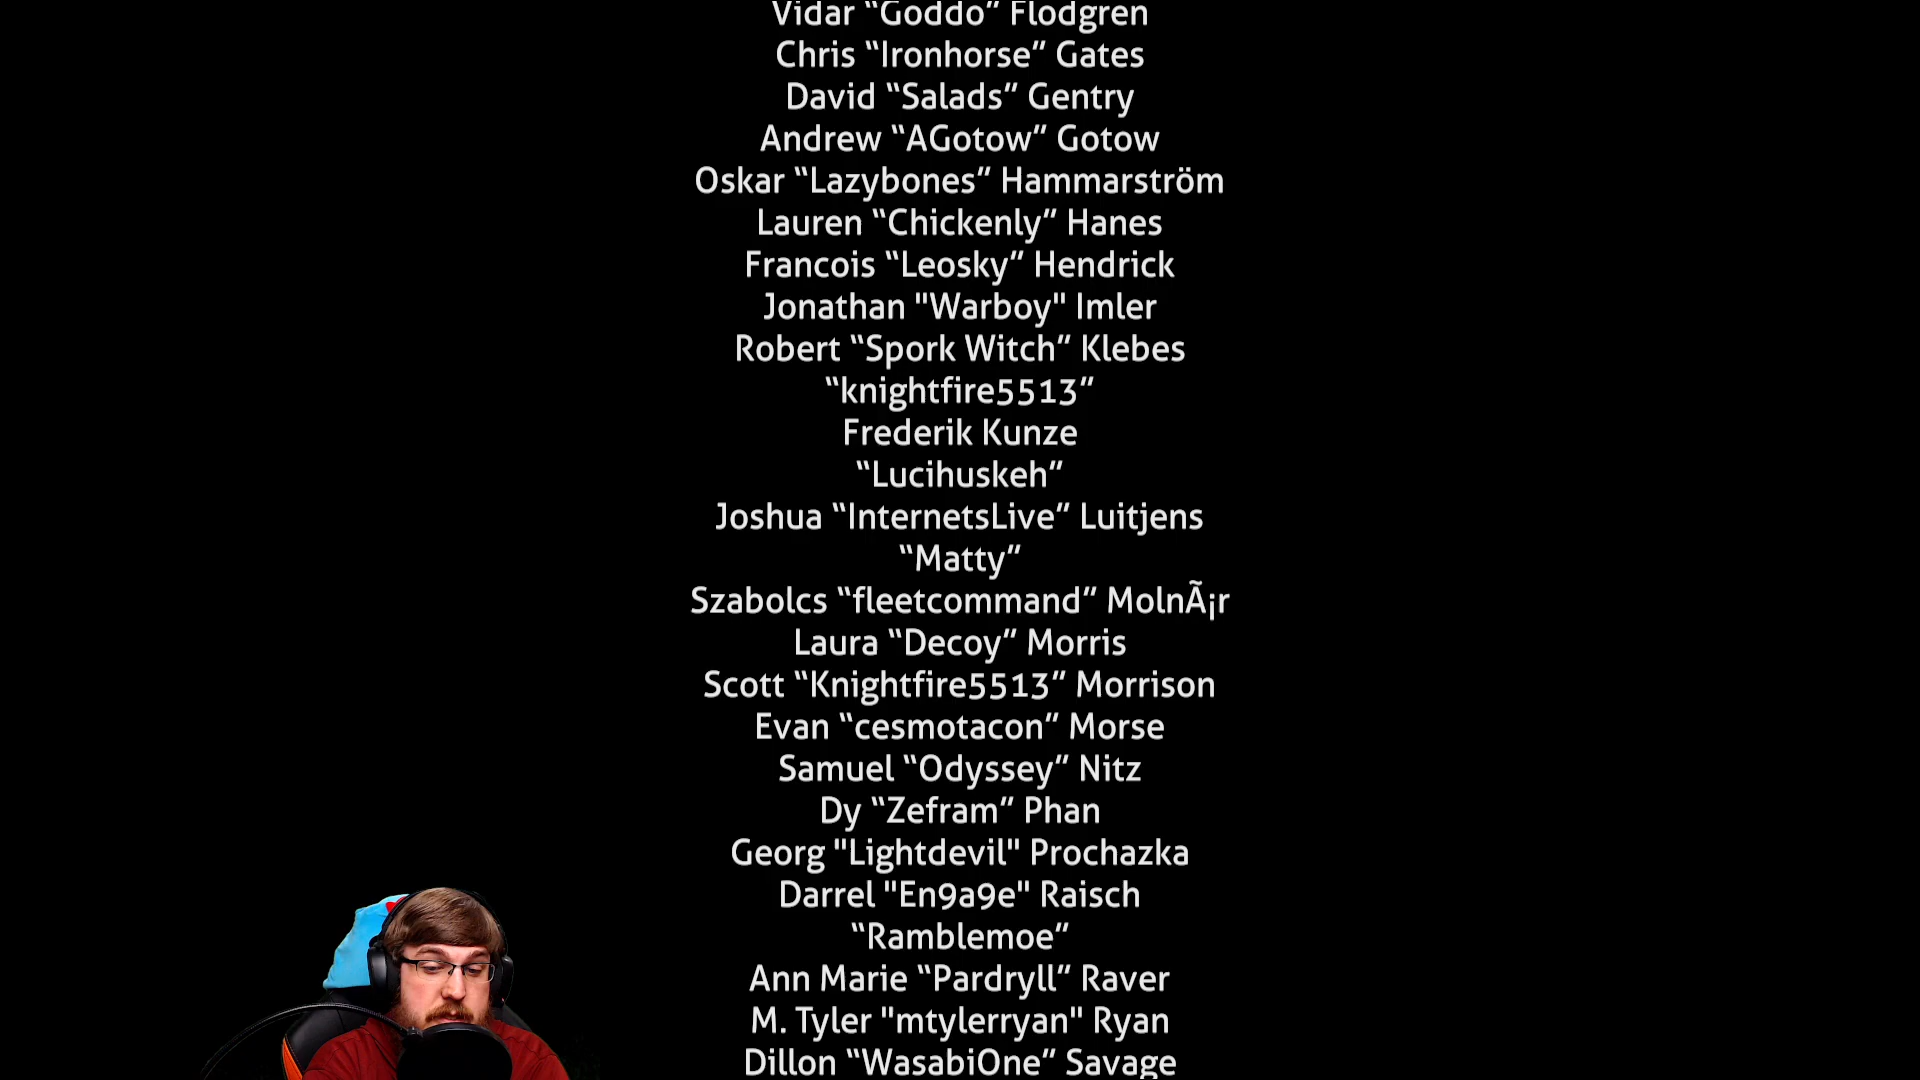 Vidar “Goddo” Flodgren
Chris “Ironhorse” Gates
David “Salads” Gentry
Andrew “AGotow” Gotow
Oskar “Lazybones” Hammarström
Lauren “Chickenly” Hanes
Francois “Leosky” Hendrick
Jonathan "Warboy" Imler
Robert “Spork Witch” Klebes
“knightfire5513”
Frederik Kunze
“Lucihuskeh”
Joshua “InternetsLive” Luitjens
“Matty”
Szabolcs “fleetcommand” MolnÃ¡r
Laura “Decoy” Morris
Scott “Knightfire5513” Morrison
Evan “cesmotacon” Morse
Samuel “Odyssey” Nitz
Dy “Zefram” Phan
Georg "Lightdevil" Prochazka
Darrel "En9a9e" Raisch
“Ramblemoe”
Ann Marie “Pardryll” Raver
M. Tyler "mtylerryan" Ryan
Dillon “WasabiOne” Savage